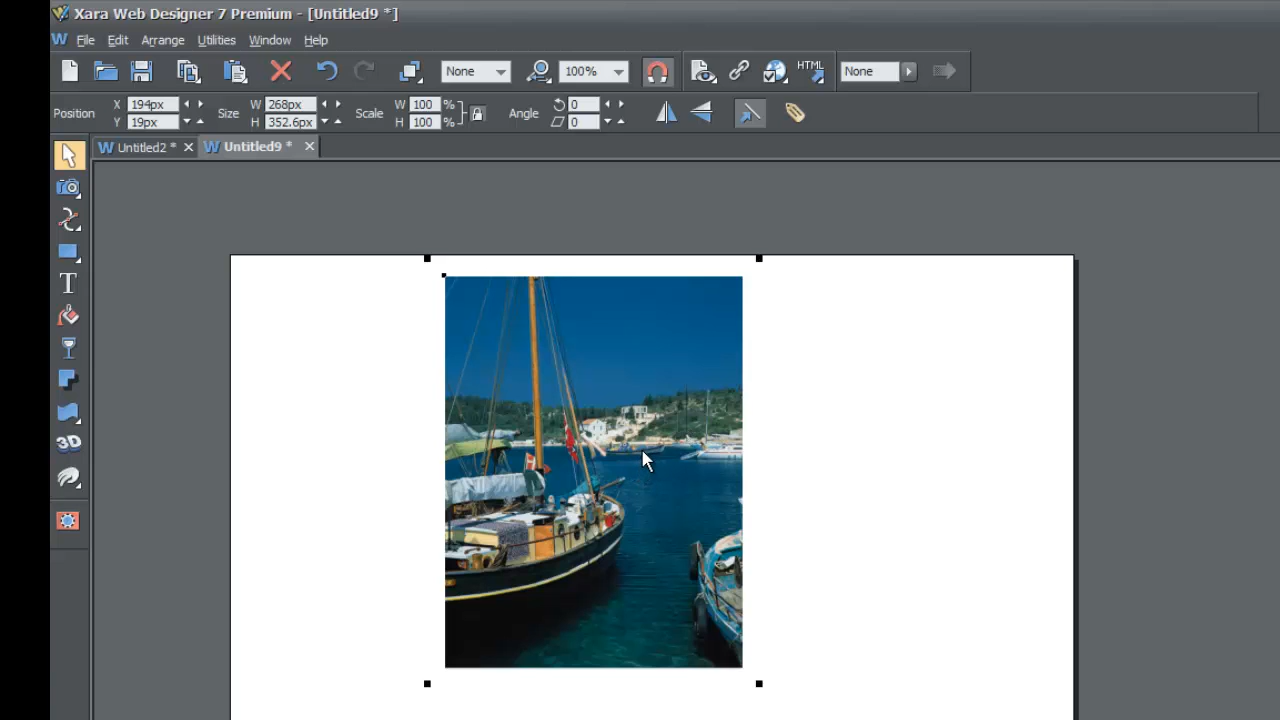 Xara Web Designer 7 Premium - [Untitled9 *]
W File Edit Arrange Utilities Window Help
None 100% HTML None
Position X 194px Size W 268px Scale W 100 % Angle 0
Y 19px H 352.6px H 100 % 0
W Untitled2 * W Untitled9 *
T
3D